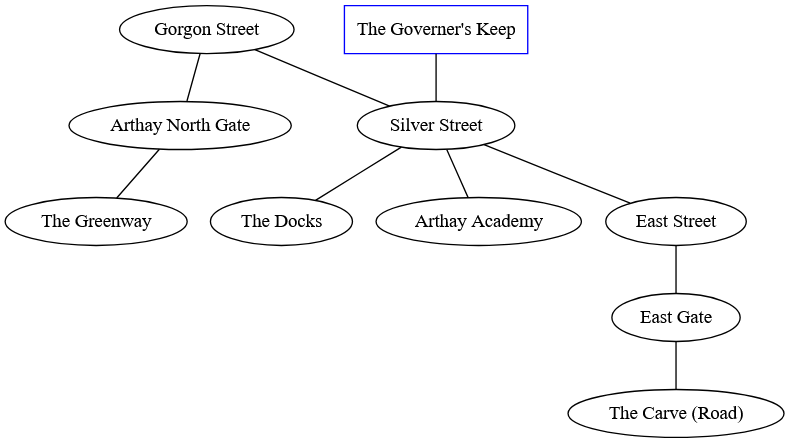 Gorgon Street
The Governer's Keep
Arthay North Gate
Silver Street
The Greenway
The Docks
Arthay Academy
East Street
East Gate
The Carve (Road)